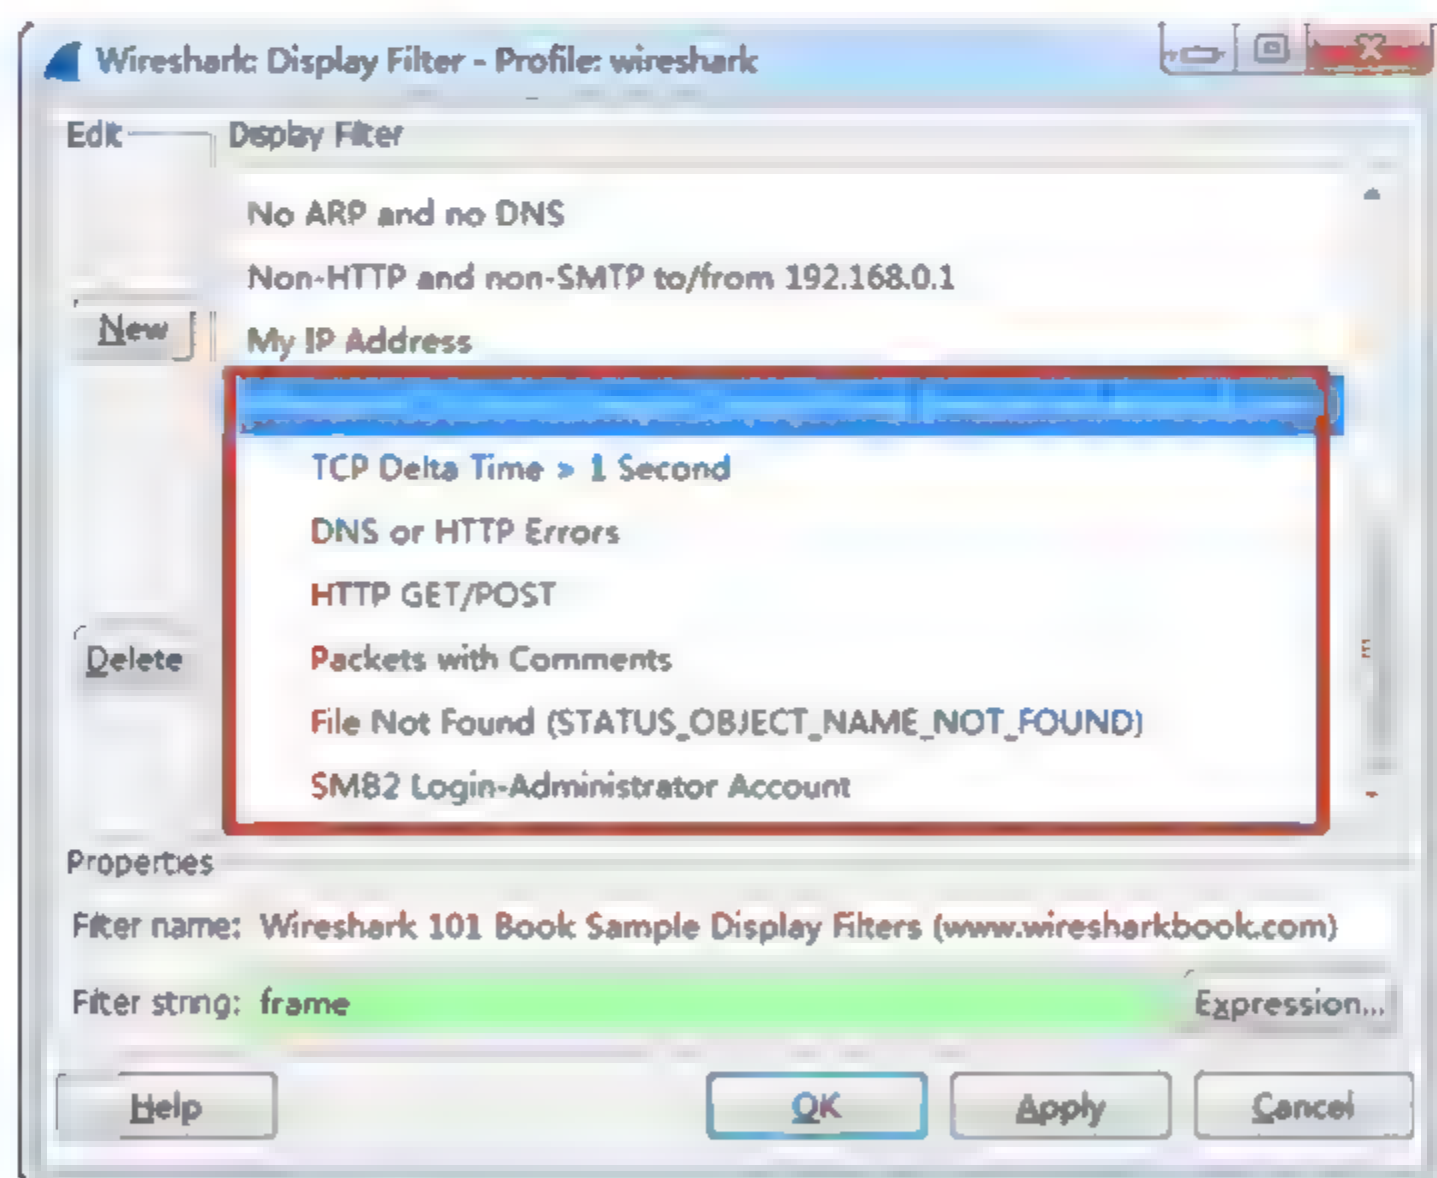 Wireshark: Display Filter - Profile: wireshark
Edit
Display Filter
No ARP and no DNS
Non-HTTP and non-SMTP to/from 192.168.0.1
New
My IP Address
TCP Delta Time > 1 Second
DNS or HTTP Errors
HTTP GET/POST
Delete
Packets with Comments
File Not Found (STATUS_OBJECT_NAME_NOT_FOUND)
SMB2 Login-Administrator Account
Properties
Filter name: Wireshark 101 Book Sample Display Filters (www.wiresharkbook.com)
Filter string: frame
Expression...
Help
OK
Apply
Cancel